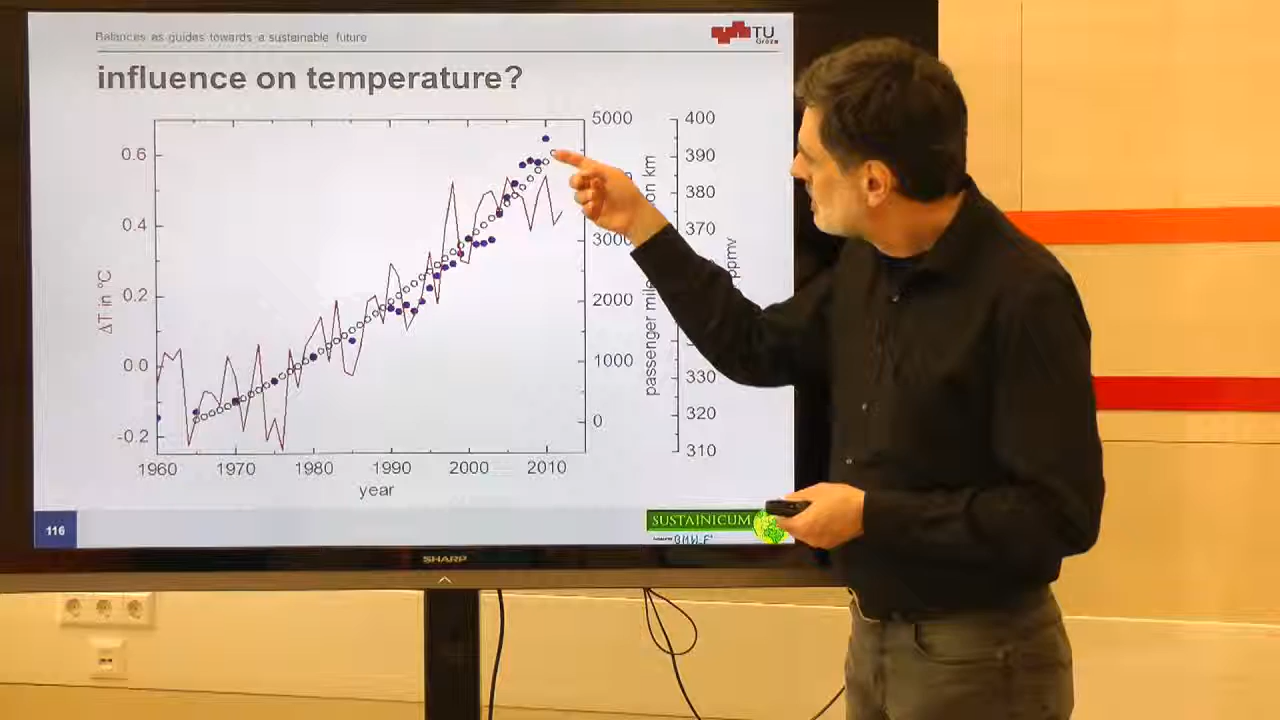 Balances as guides towards a sustainable future
TU
Graz
influence on temperature?
5000
400
0.6
390
380
0.4
370
3000
ΔT in °C
0.2
2000
passenger mile
on km
ppmv
0.0
1000
330
320
-0.2
0
310
1960
1970
1980
1990
2000
2010
year
116
SUSTAINICUM
BMW_F
SHARP